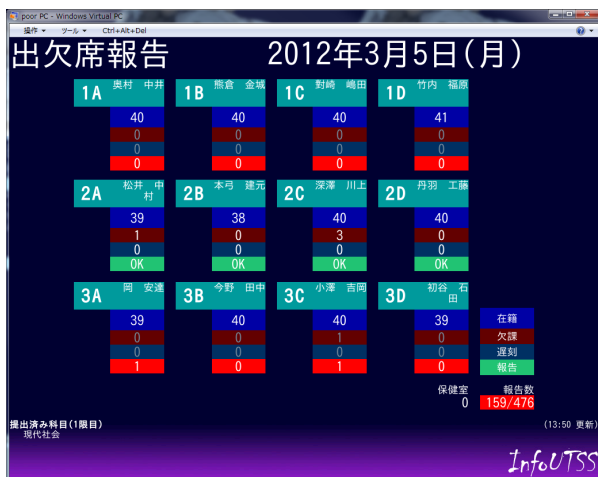 poor PC - Windows Virtual PC
操作 ▼ ツール ▼ Ctrl+Alt+Del
出欠席報告 2012年3月5日(月)
1A 奥村 中井 1B 熊倉 金城 1C 對崎 嶋田 1D 竹内 福原
40 40 40 41
0 0 0 0
0 0 0 0
0 0 0 0
2A 松井 中村 2B 本弓 建元 2C 深澤 川上 2D 丹羽 工藤
39 38 40 40
1 0 3 0
0 0 0 0
OK OK OK OK
3A 岡 安達 3B 今野 田中 3C 小澤 吉岡 3D 初谷 石田
39 40 40 39 在籍
0 0 1 0 欠課
0 0 0 0 遅刻
1 0 1 0 報告
保健室 報告数
0 159/476
提出済み科目(1限目) (13:50 更新)
現代社会
InfoUTSS